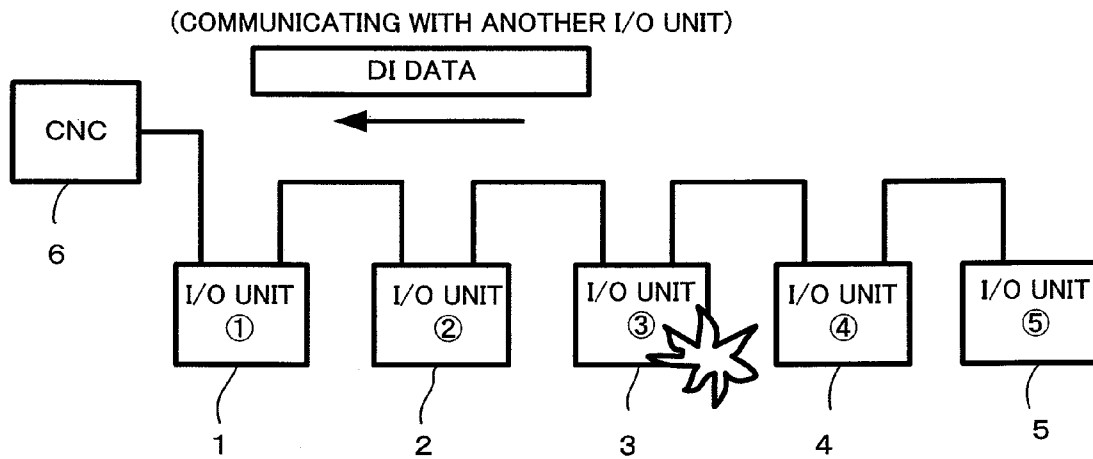 (COMMUNICATING WITH ANOTHER I/O UNIT)
DI DATA
CNC
6
I/O UNIT
①
I/O UNIT
②
I/O UNIT
③
I/O UNIT
④
I/O UNIT
⑤
1
2
3
4
5